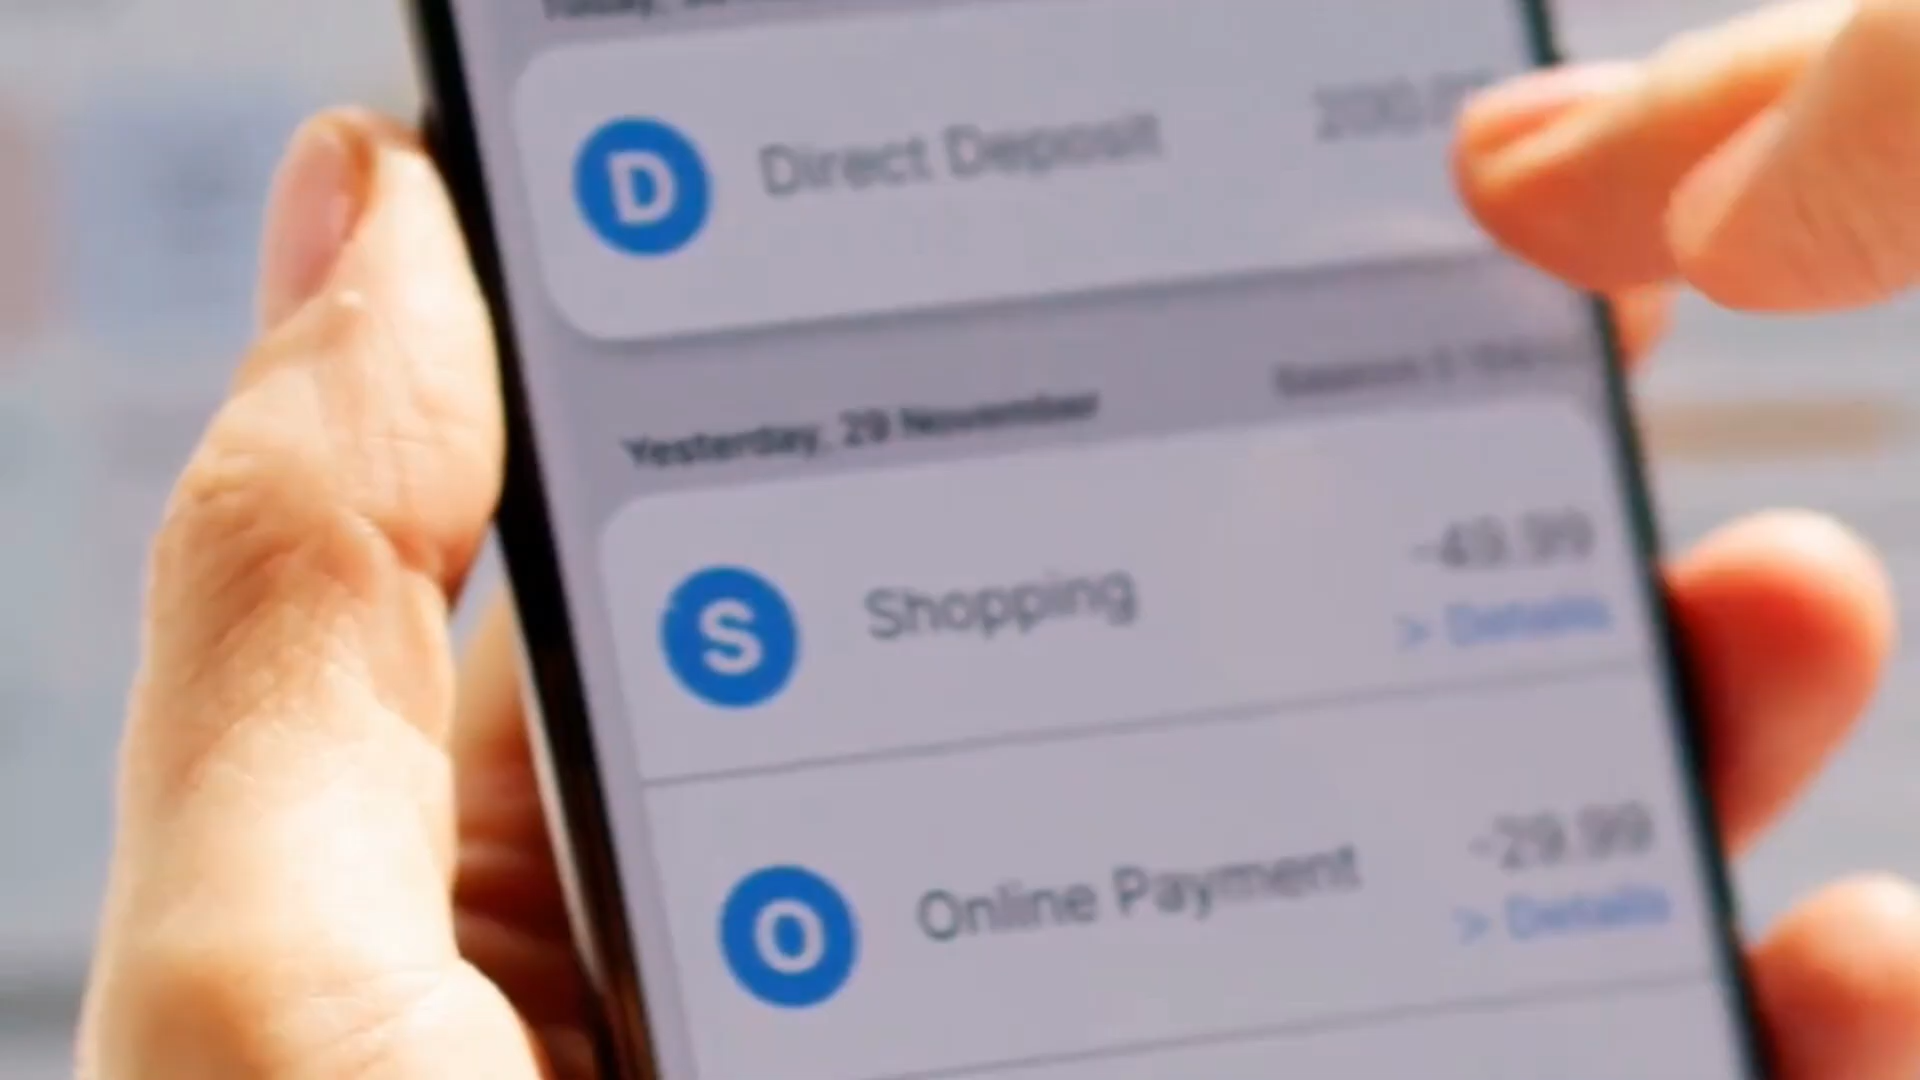 D Direct Deposit
Yesterday, 29 November
S Shopping -49.99
> Details
O Online Payment -29.99
> Details